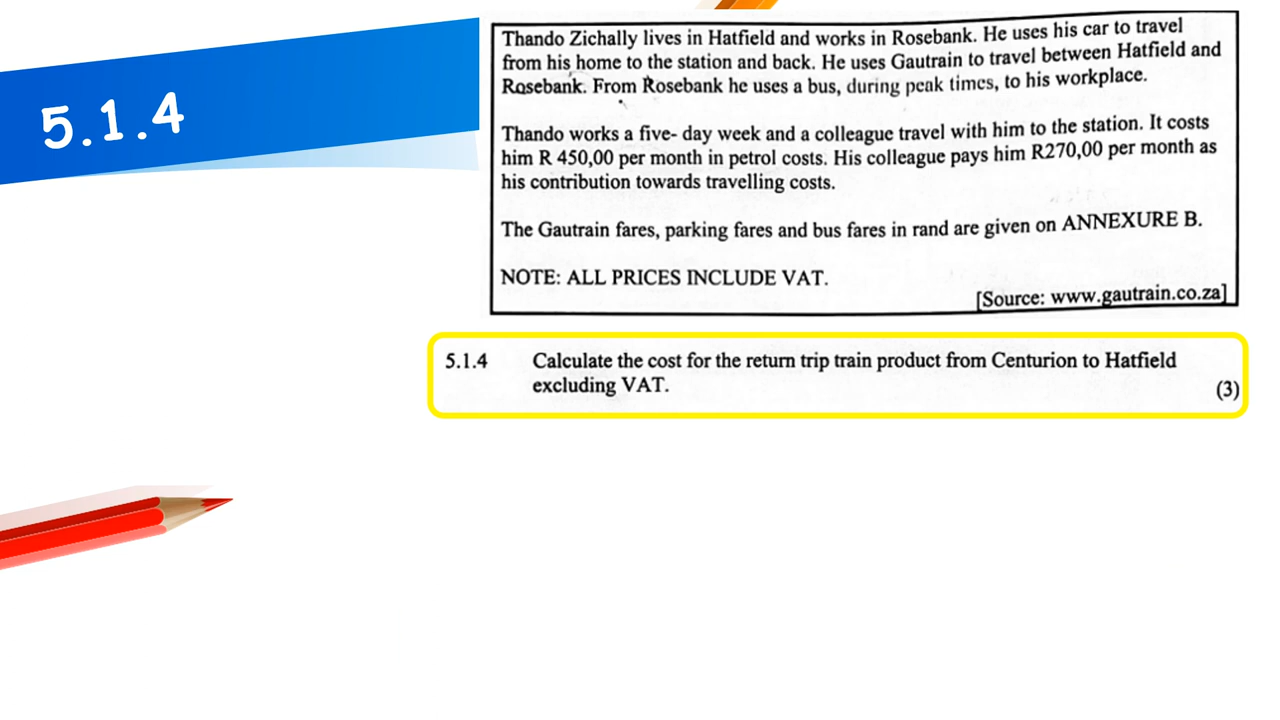 5.1.4
Thando Zichally lives in Hatfield and works in Rosebank. He uses his car to travel
from his home to the station and back. He uses Gautrain to travel between Hatfield and
Rosebank. From Rosebank he uses a bus, during peak times, to his workplace.
Thando works a five- day week and a colleague travel with him to the station. It costs
him R 450,00 per month in petrol costs. His colleague pays him R270,00 per month as
his contribution towards travelling costs.
The Gautrain fares, parking fares and bus fares in rand are given on ANNEXURE B.
NOTE: ALL PRICES INCLUDE VAT.
[Source: www.gautrain.co.za]
5.1.4 Calculate the cost for the return trip train product from Centurion to Hatfield
excluding VAT.
(3)